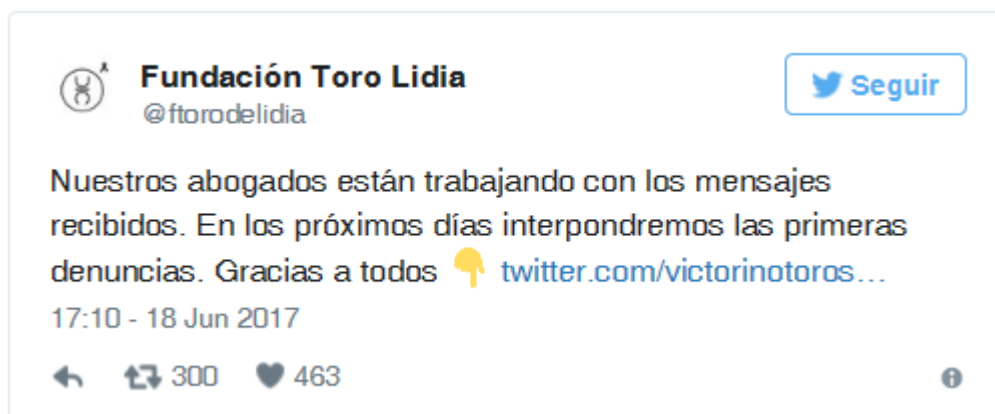 Fundación Toro Lidia
@ftorodelidia
Seguir
Nuestros abogados están trabajando con los mensajes
recibidos. En los próximos días interpondremos las primeras
denuncias. Gracias a todos 👇 twitter.com/victorinotoros…
17:10 - 18 Jun 2017
300 463